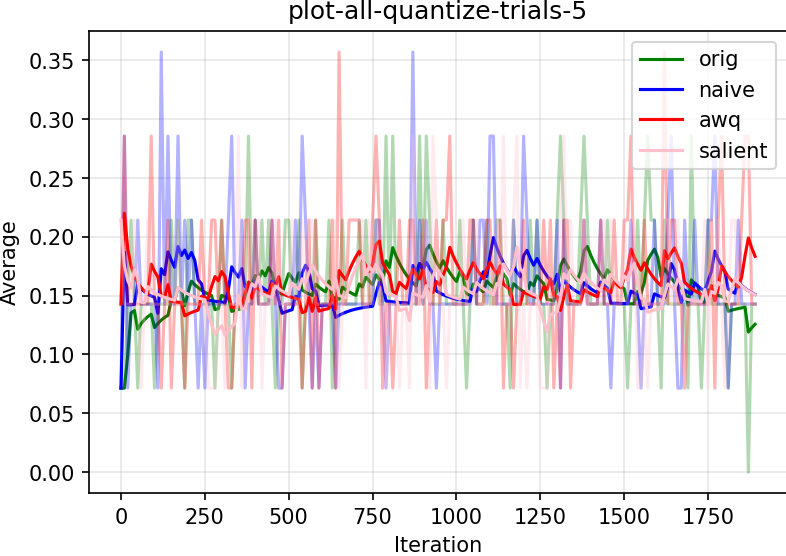 plot-all-quantize-trials-5
orig
naive
awq
salient
0.35
0.30
0.25
0.20
0.15
0.10
0.05
0.00
Average
0 250 500 750 1000 1250 1500 1750
Iteration